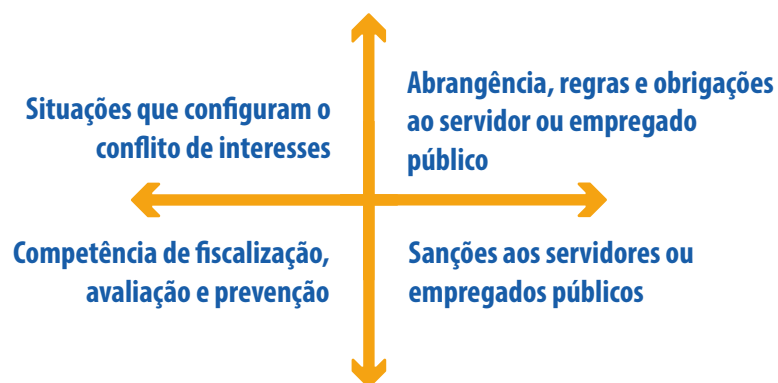 Situações que configuram o
conflito de interesses
Abrangência, regras e obrigações
ao servidor ou empregado
público
Competência de fiscalização,
avaliação e prevenção
Sanções aos servidores ou
empregados públicos